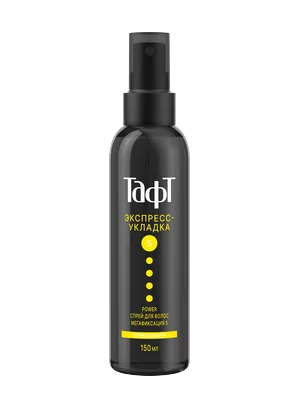 Тафт
ЭКСПРЕСС-
УКЛАДКА
5
POWER
СПРЕЙ ДЛЯ ВОЛОС
МЕГАФИКСАЦИЯ 5
150 мл